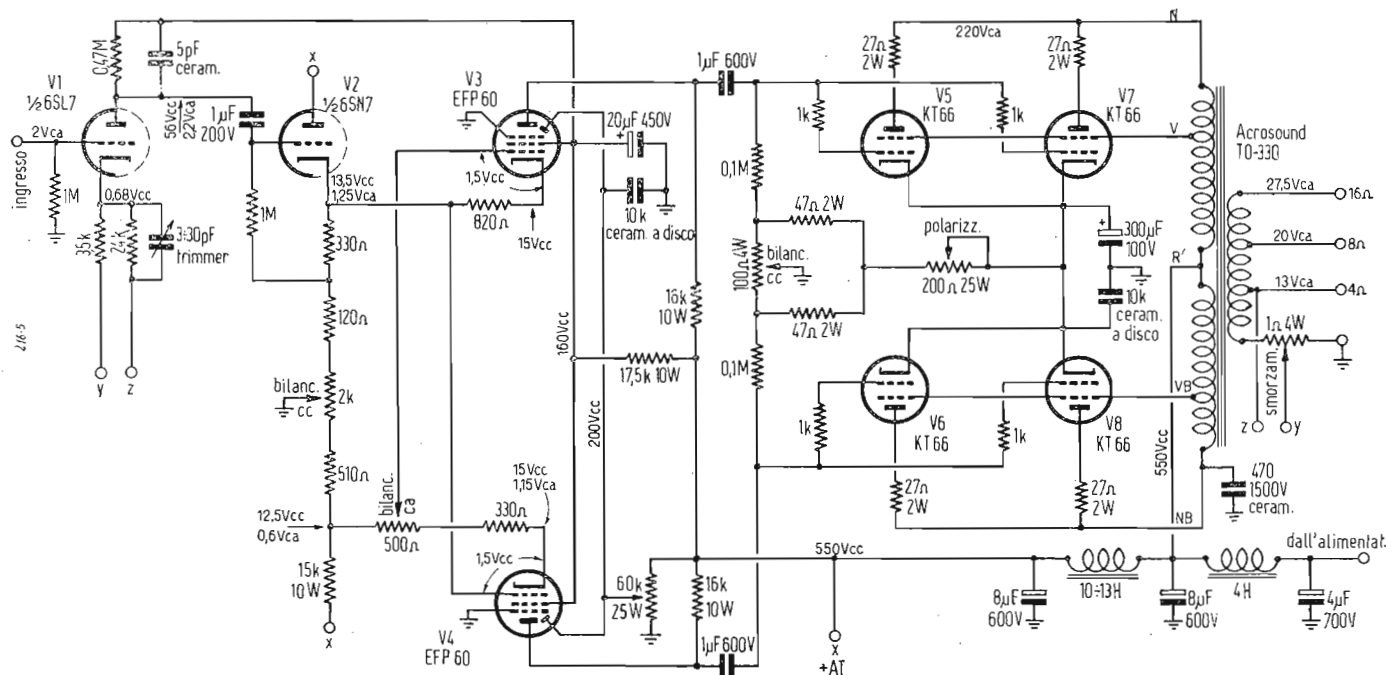 0,47M
5pF
ceram.
V1
½6SL7
2Vca
ingresso
1M
0,68Vcc
35k
24k
3÷30pF
trimmer
y
z
216-5
56Vcc
22Vca
1µF
200V
x
V2
½6SN7
1M
13,5Vcc
1,25Vca
330Ω
120Ω
bilanc.
cc
2k
510Ω
12,5Vcc
0,6Vca
15k
10W
x
V3
EFP 60
1,5Vcc
820Ω
15Vcc
20µF 450V
+
10k
ceram. a disco
bilanc.
ca
500Ω
330Ω
15Vcc
1,15Vca
1,5Vcc
V4
EFP 60
160Vcc
200Vcc
17,5k 10W
16k
10W
60k
25W
16k
10W
1µF 600V
1µF 600V
550Vcc
x
+AT
0,1M
100Ω 4W
bilanc.
cc
0,1M
47Ω 2W
47Ω 2W
polarizz.
200Ω 25W
1k
1k
27Ω
2W
220Vca
27Ω
2W
V5
KT66
V7
KT66
+
300µF
100V
10k
ceram.
a disco
1k
V6
KT66
1k
V8
KT66
27Ω
2W
27Ω
2W
N
V
R'
VB
NB
550Vcc
Acrosound
TO-330
27,5Vca
16Ω
20Vca
8Ω
13Vca
4Ω
1Ω 4W
smorzam.
z
y
470
1500V
ceram.
dall'alimentat.
8µF
600V
10÷13H
8µF
600V
4H
4µF
700V